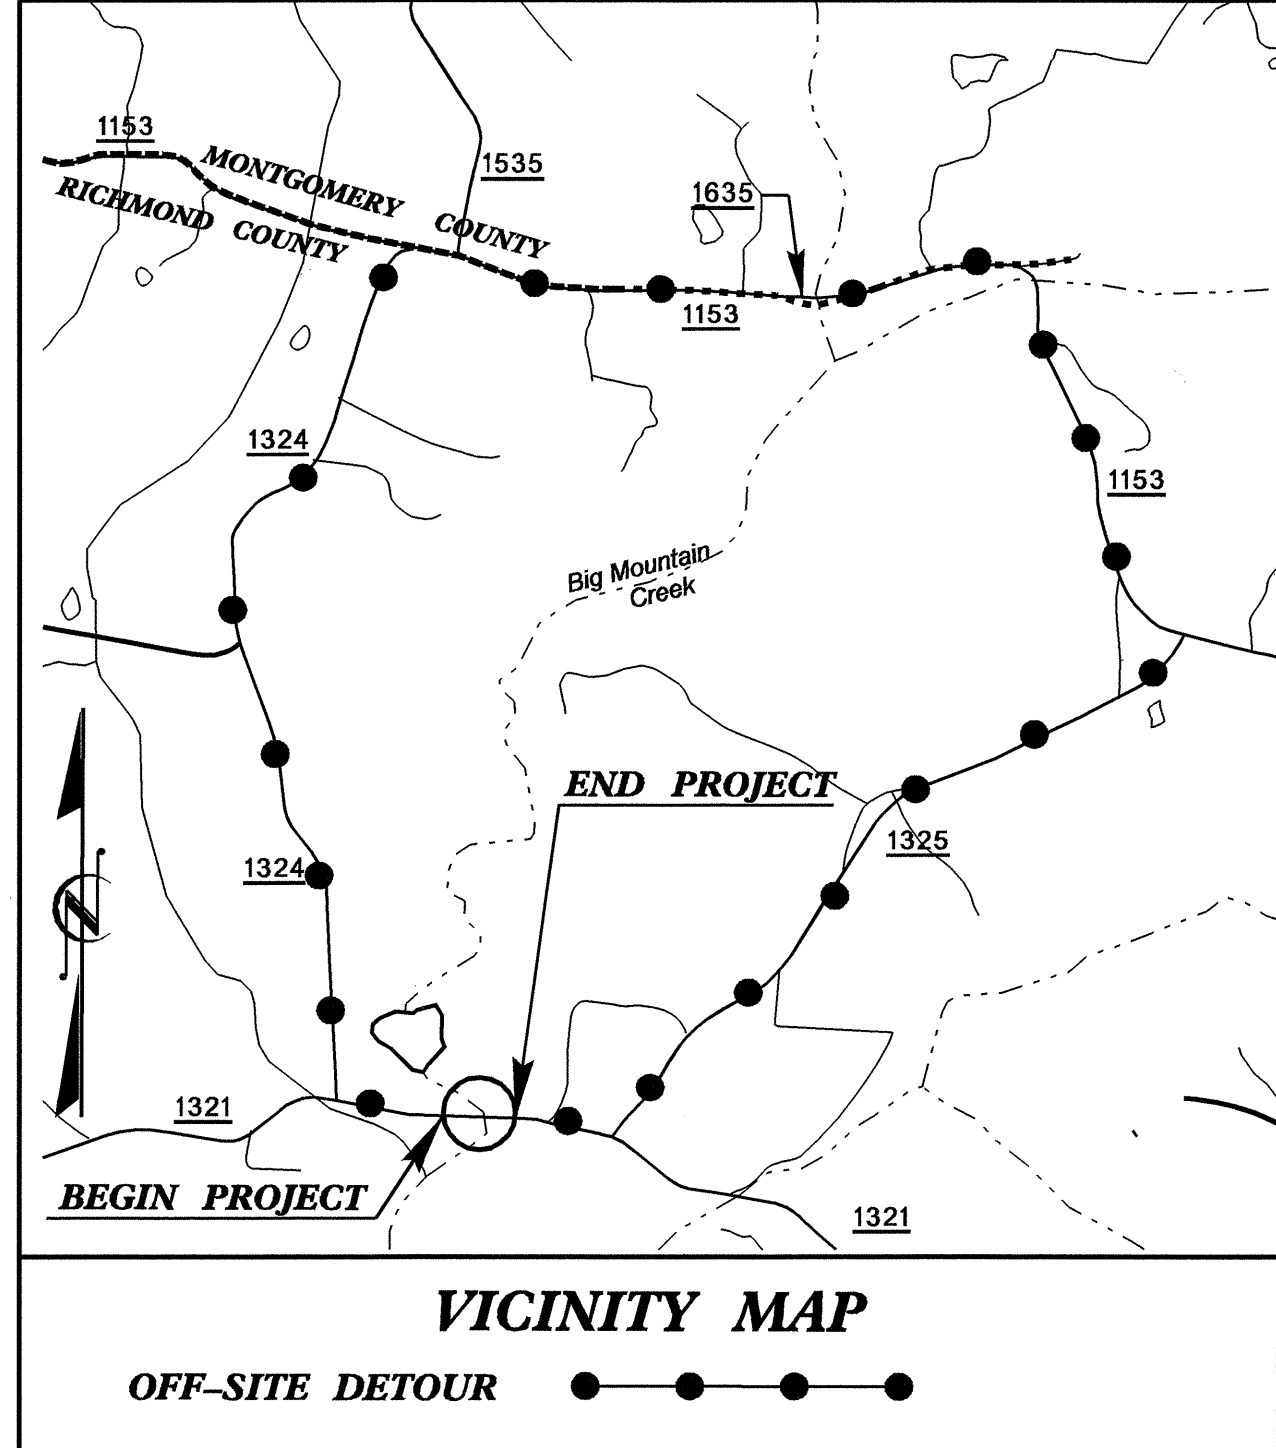 1153
MONTGOMERY COUNTY
RICHMOND COUNTY
1535
1635
1153
1324
1153
Big Mountain
Creek
END PROJECT
1325
1324
N
1321
BEGIN PROJECT
1321
VICINITY MAP
OFF-SITE DETOUR